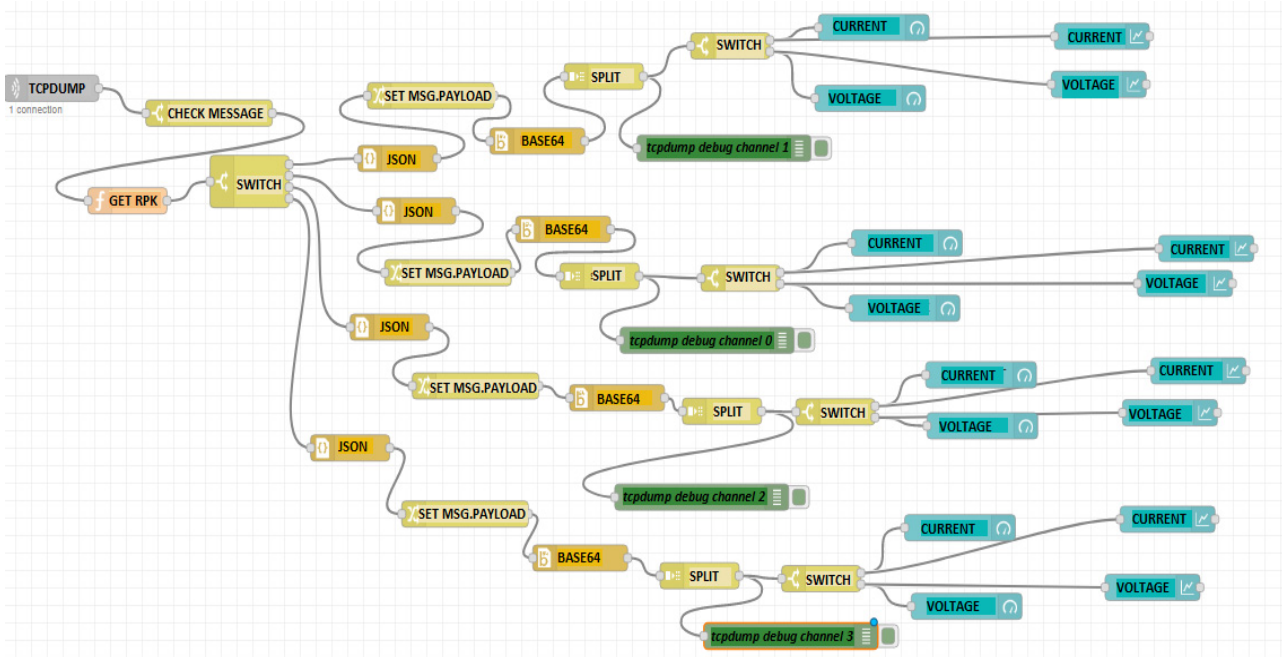 TCPDUMP
1 connection
CHECK MESSAGE
GET RPK
SWITCH
JSON
SET MSG.PAYLOAD
BASE64
SPLIT
tcpdump debug channel 1
SWITCH
CURRENT
VOLTAGE
CURRENT
VOLTAGE
JSON
SET MSG.PAYLOAD
BASE64
SPLIT
tcpdump debug channel 0
SWITCH
CURRENT
VOLTAGE
CURRENT
VOLTAGE
JSON
SET MSG.PAYLOAD
BASE64
SPLIT
tcpdump debug channel 2
SWITCH
CURRENT
VOLTAGE
CURRENT
VOLTAGE
JSON
SET MSG.PAYLOAD
BASE64
SPLIT
tcpdump debug channel 3
SWITCH
CURRENT
VOLTAGE
CURRENT
VOLTAGE